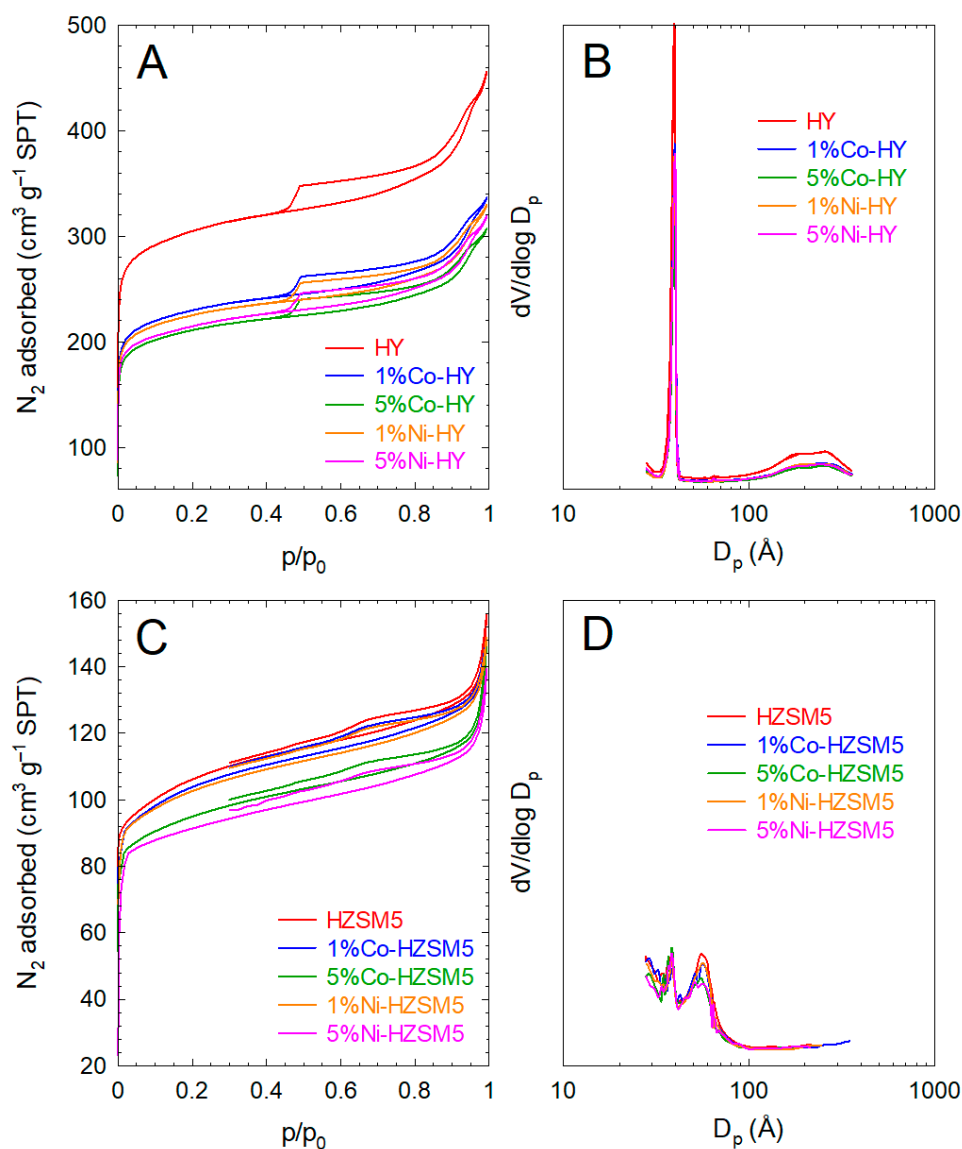 A
N₂ adsorbed (cm³ g⁻¹ SPT)
500
400
300
200
100
HY
1%Co-HY
5%Co-HY
1%Ni-HY
5%Ni-HY
0 0.2 0.4 0.6 0.8 1
p/p₀
B
dV/dlog Dₚ
HY
1%Co-HY
5%Co-HY
1%Ni-HY
5%Ni-HY
10 100 1000
Dₚ (Å)
C
N₂ adsorbed (cm³ g⁻¹ SPT)
160
140
120
100
80
60
40
20
HZSM5
1%Co-HZSM5
5%Co-HZSM5
1%Ni-HZSM5
5%Ni-HZSM5
0 0.2 0.4 0.6 0.8 1
p/p₀
D
dV/dlog Dₚ
HZSM5
1%Co-HZSM5
5%Co-HZSM5
1%Ni-HZSM5
5%Ni-HZSM5
10 100 1000
Dₚ (Å)